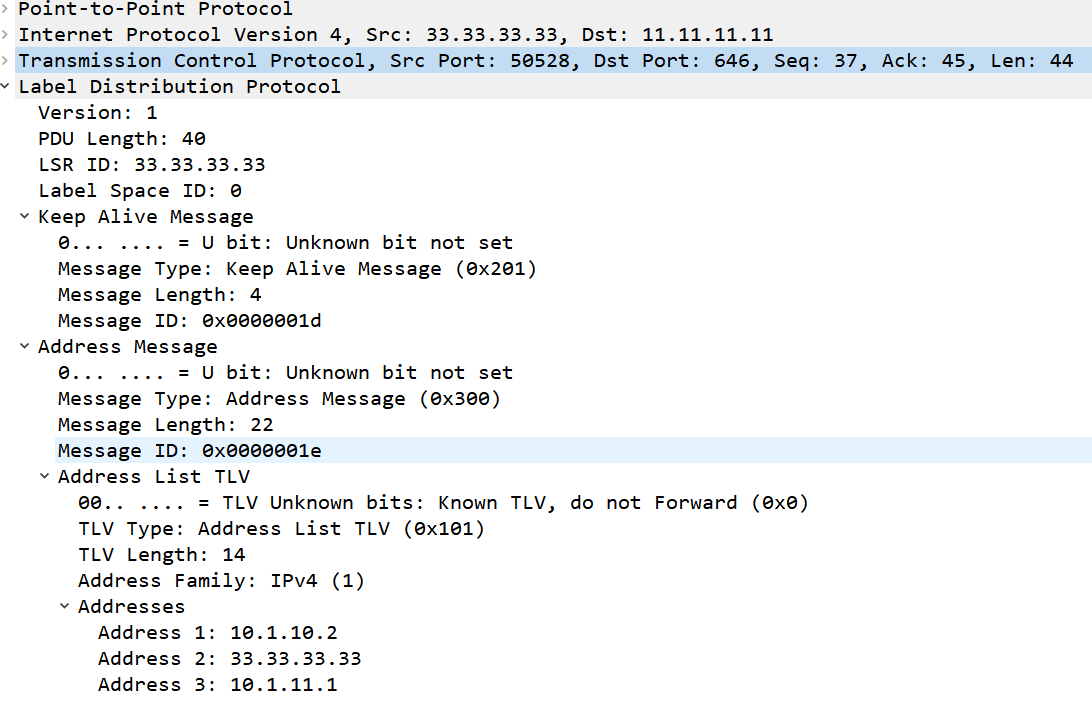 Point-to-Point Protocol
Internet Protocol Version 4, Src: 33.33.33.33, Dst: 11.11.11.11
Transmission Control Protocol, Src Port: 50528, Dst Port: 646, Seq: 37, Ack: 45, Len: 44
Label Distribution Protocol
Version: 1
PDU Length: 40
LSR ID: 33.33.33.33
Label Space ID: 0
Keep Alive Message
0... .... = U bit: Unknown bit not set
Message Type: Keep Alive Message (0x201)
Message Length: 4
Message ID: 0x0000001d
Address Message
0... .... = U bit: Unknown bit not set
Message Type: Address Message (0x300)
Message Length: 22
Message ID: 0x0000001e
Address List TLV
00.. .... = TLV Unknown bits: Known TLV, do not Forward (0x0)
TLV Type: Address List TLV (0x101)
TLV Length: 14
Address Family: IPv4 (1)
Addresses
Address 1: 10.1.10.2
Address 2: 33.33.33.33
Address 3: 10.1.11.1